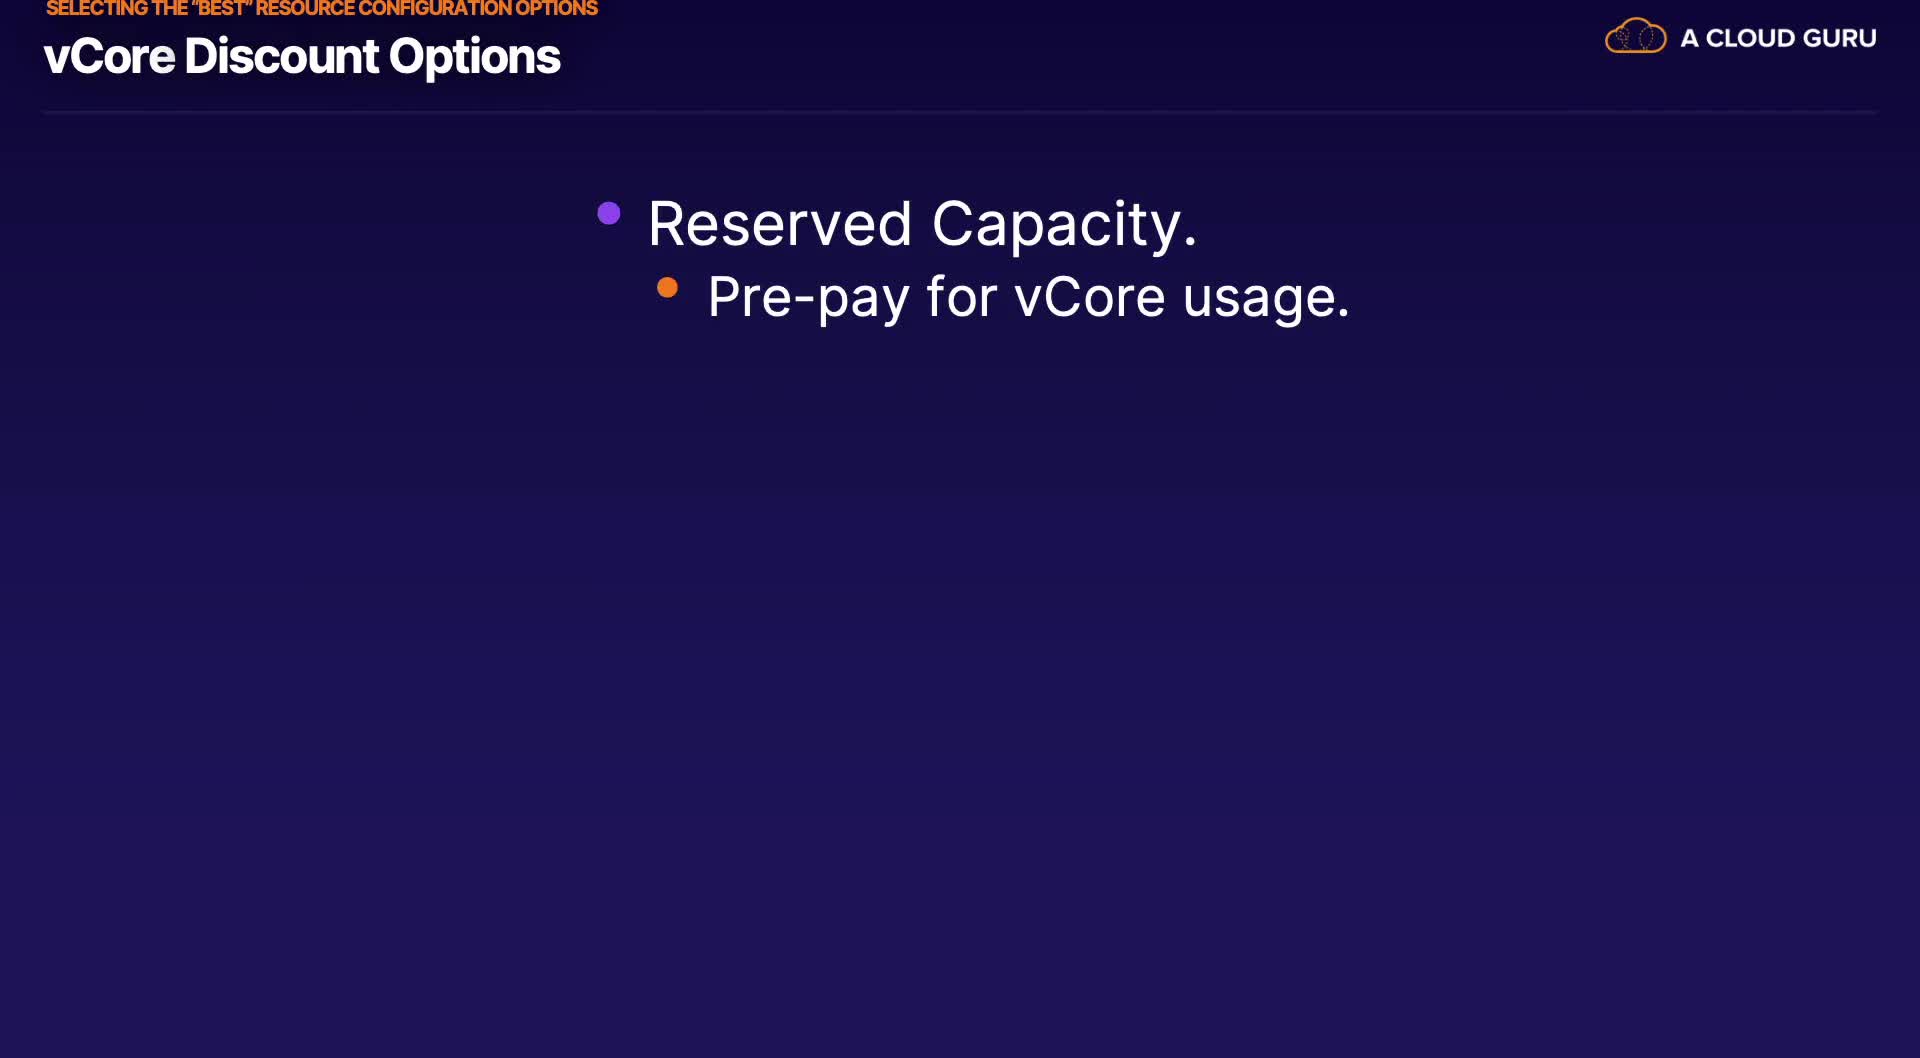 SELECTING THE “BEST” RESOURCE CONFIGURATION OPTIONS
vCore Discount Options
A CLOUD GURU
Reserved Capacity.
Pre-pay for vCore usage.